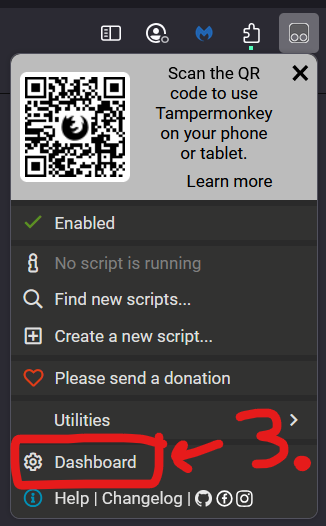 Scan the QR
code to use
Tampermonkey
on your phone
or tablet.
Learn more
Enabled
No script is running
Find new scripts...
Create a new script...
Please send a donation
Utilities
3.
Dashboard
Help | Changelog |